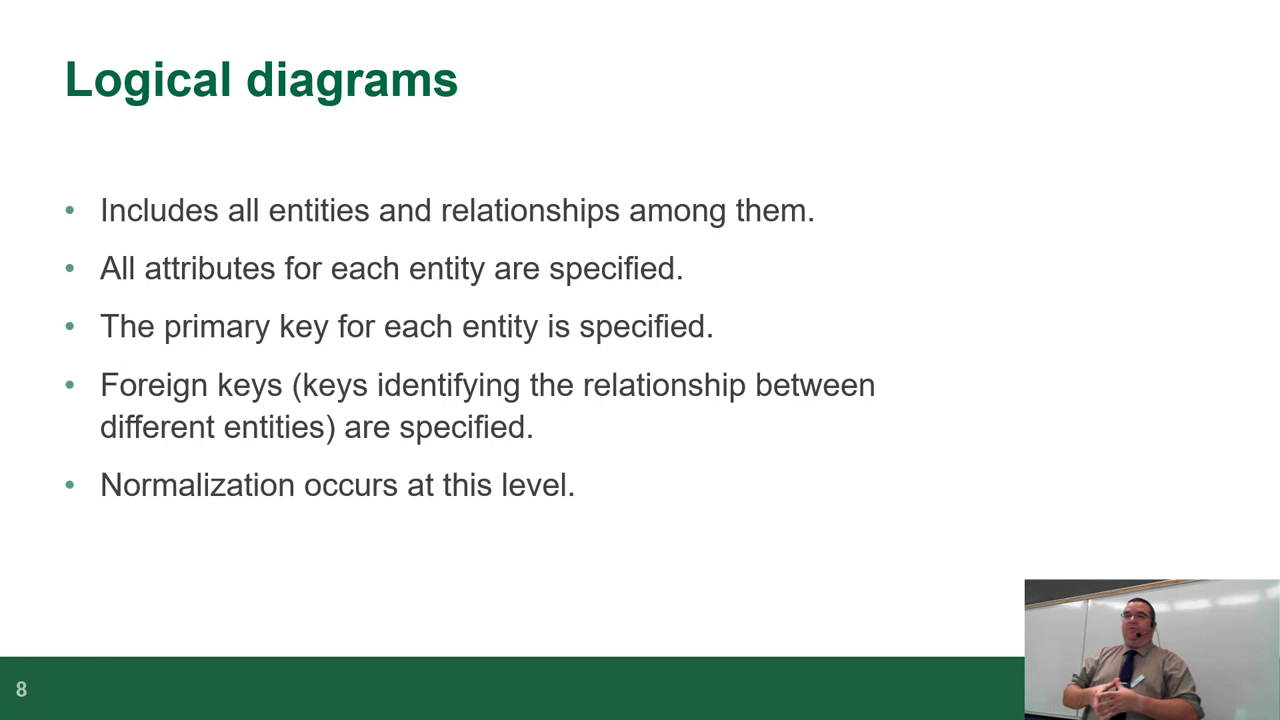 Logical diagrams
• Includes all entities and relationships among them.
• All attributes for each entity are specified.
• The primary key for each entity is specified.
• Foreign keys (keys identifying the relationship between
different entities) are specified.
• Normalization occurs at this level.
8